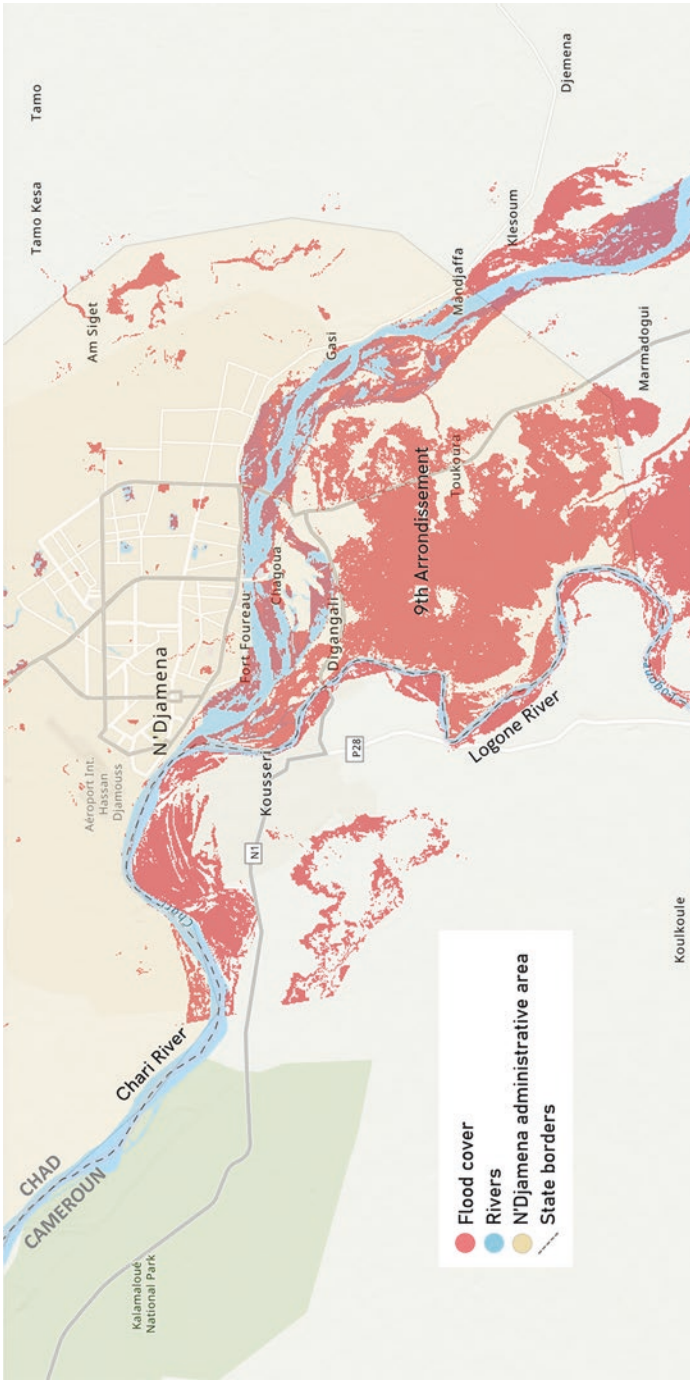 CHAD
CAMEROUN
Chari River
Kalamaloué
National Park
Aéroport Int.
Hassan
Djamouss
N'Djamena
Chari
Fort Foureau
Chagoua
Am Siget
Tamo Kesa
Tamo
Gasi
Mandjaffa
Klesoum
Djemena
Kousseri
Digangali
N1
P28
9th Arrondissement
Toukoura
Marmadogui
Logone River
Logone
Koulkoule
Flood cover
Rivers
N'Djamena administrative area
State borders